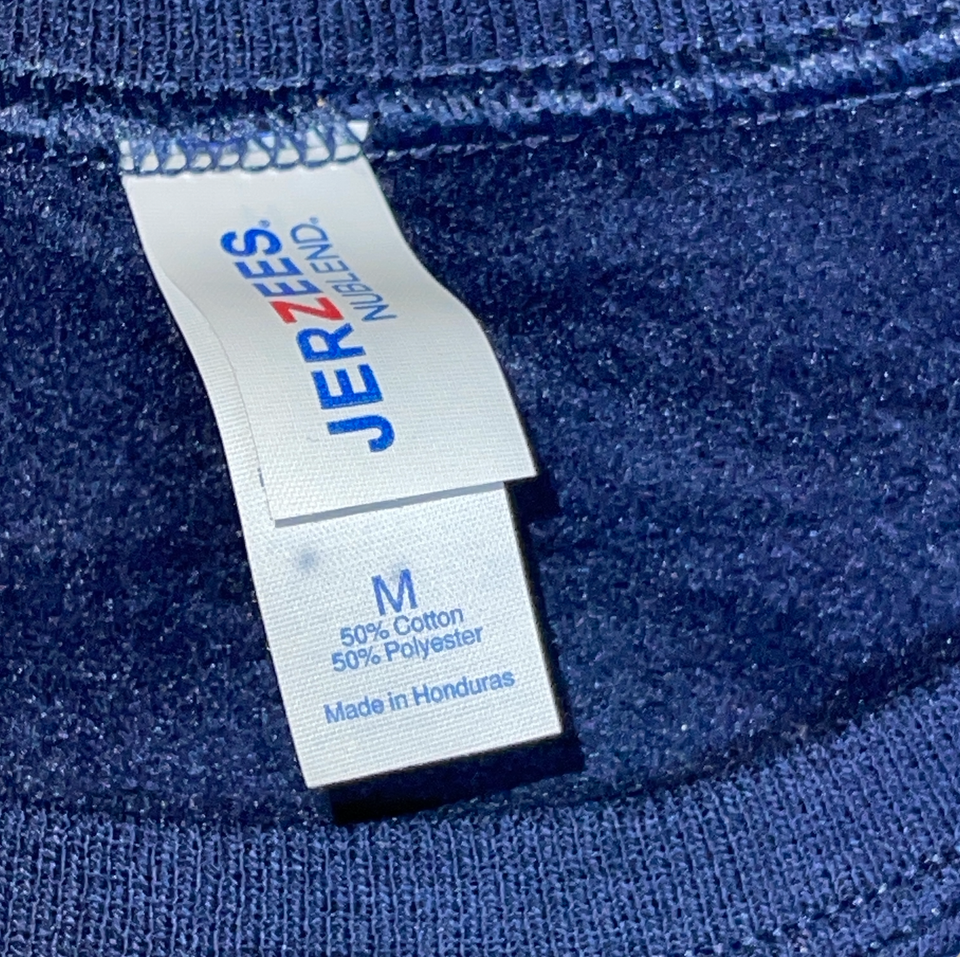 JERZEES.
NUBLEND.
M
50% Cotton
50% Polyester
Made in Honduras